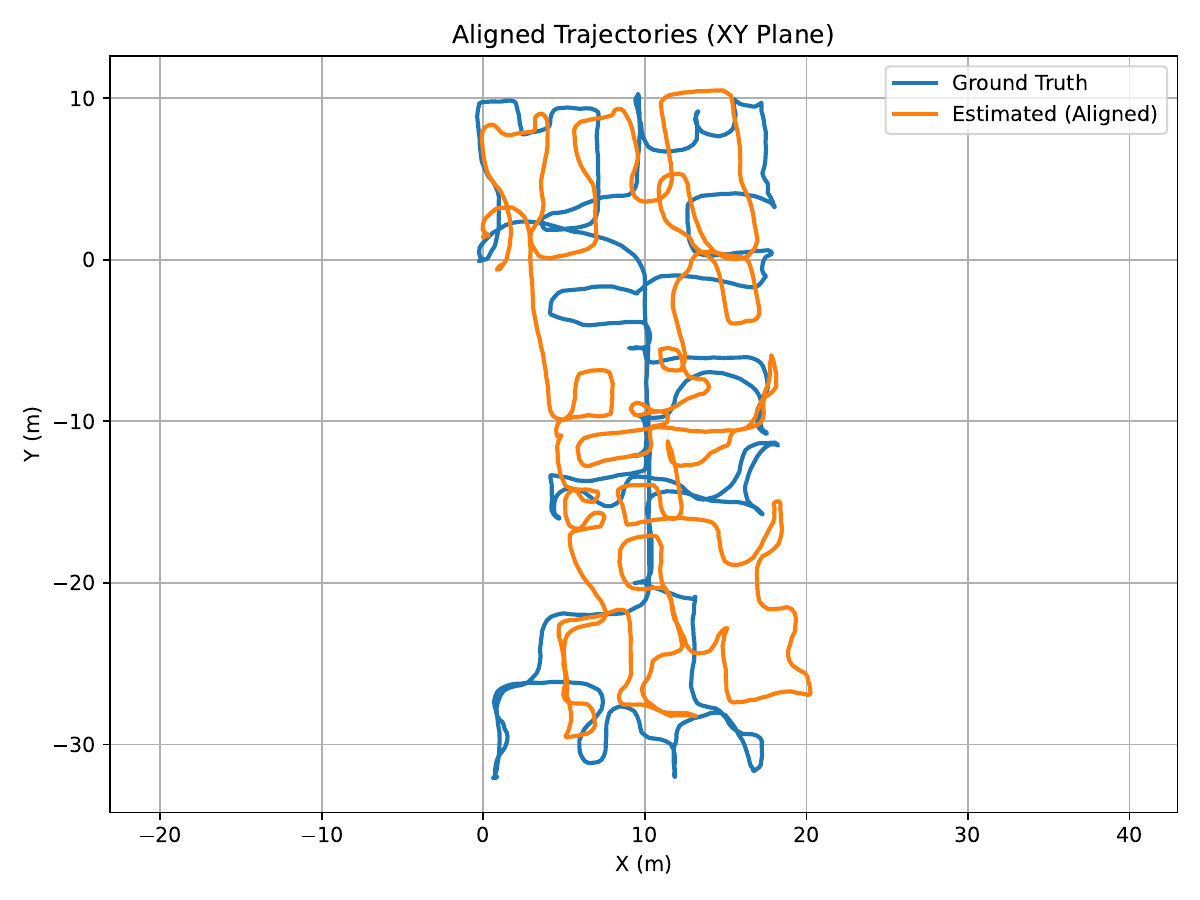 Aligned Trajectories (XY Plane)
Ground Truth
Estimated (Aligned)
10
0
−10
−20
−30
Y (m)
−20
−10
0
10
20
30
40
X (m)